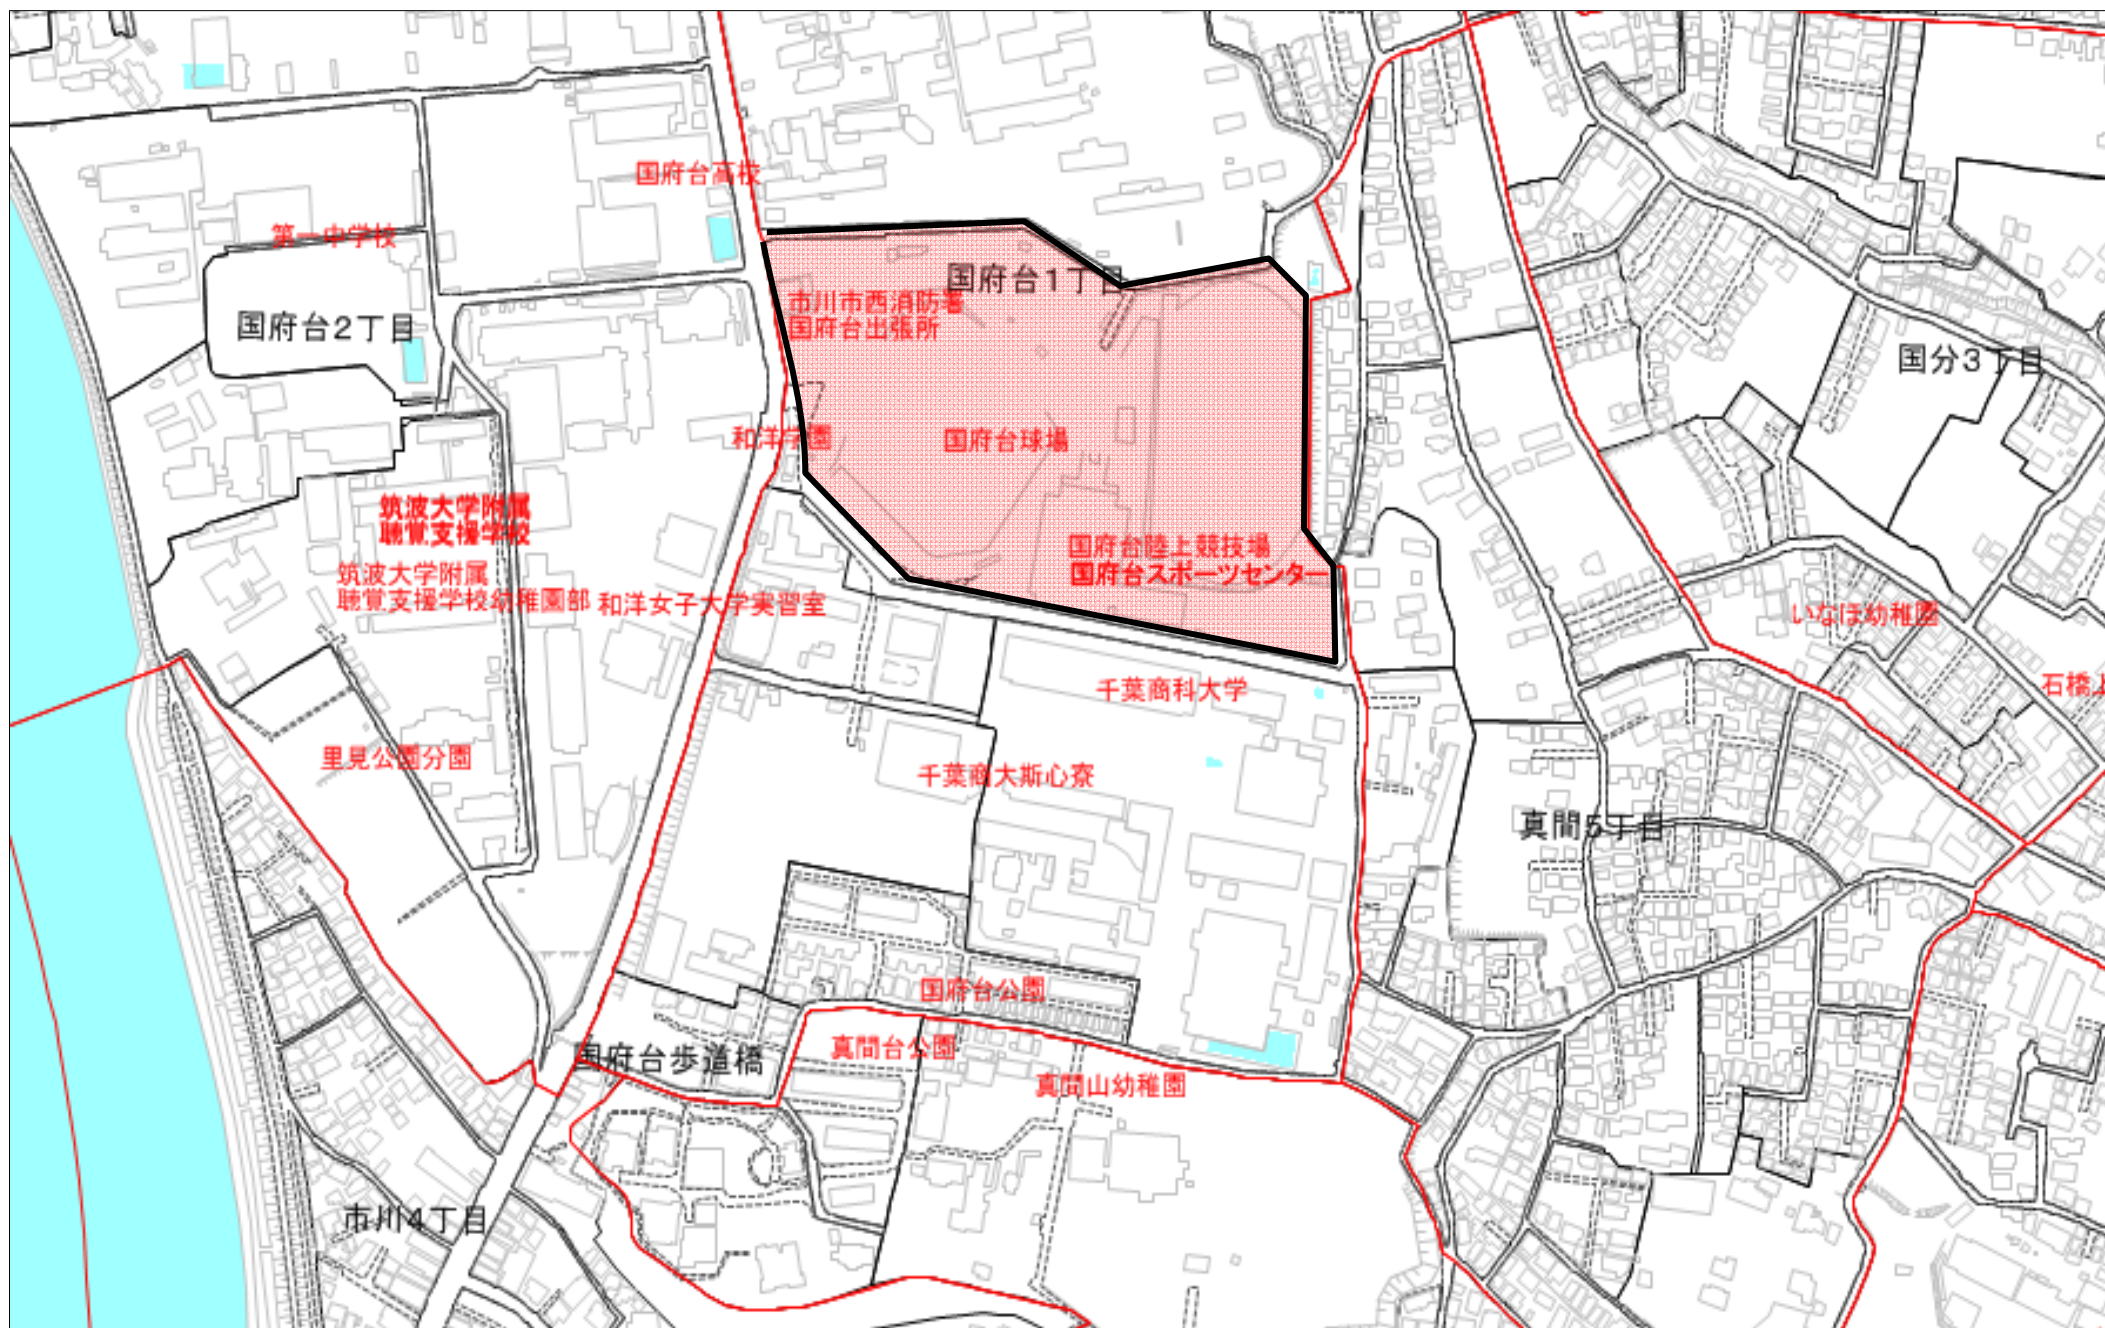 国府台高校
第一中学校
国府台1丁目
市川市西消防署
国府台出張所
国府台2丁目
国分3丁目
和洋学園
国府台球場
筑波大学附属
聴覚支援学校
国府台陸上競技場
国府台スポーツセンター
筑波大学附属
聴覚支援学校幼稚園部
和洋女子大学実習室
いなほ幼稚園
千葉商科大学
石橋上
里見公園分園
千葉商大斯心寮
真間5丁目
国府台公園
真間台公園
国府台歩道橋
真間山幼稚園
市川4丁目